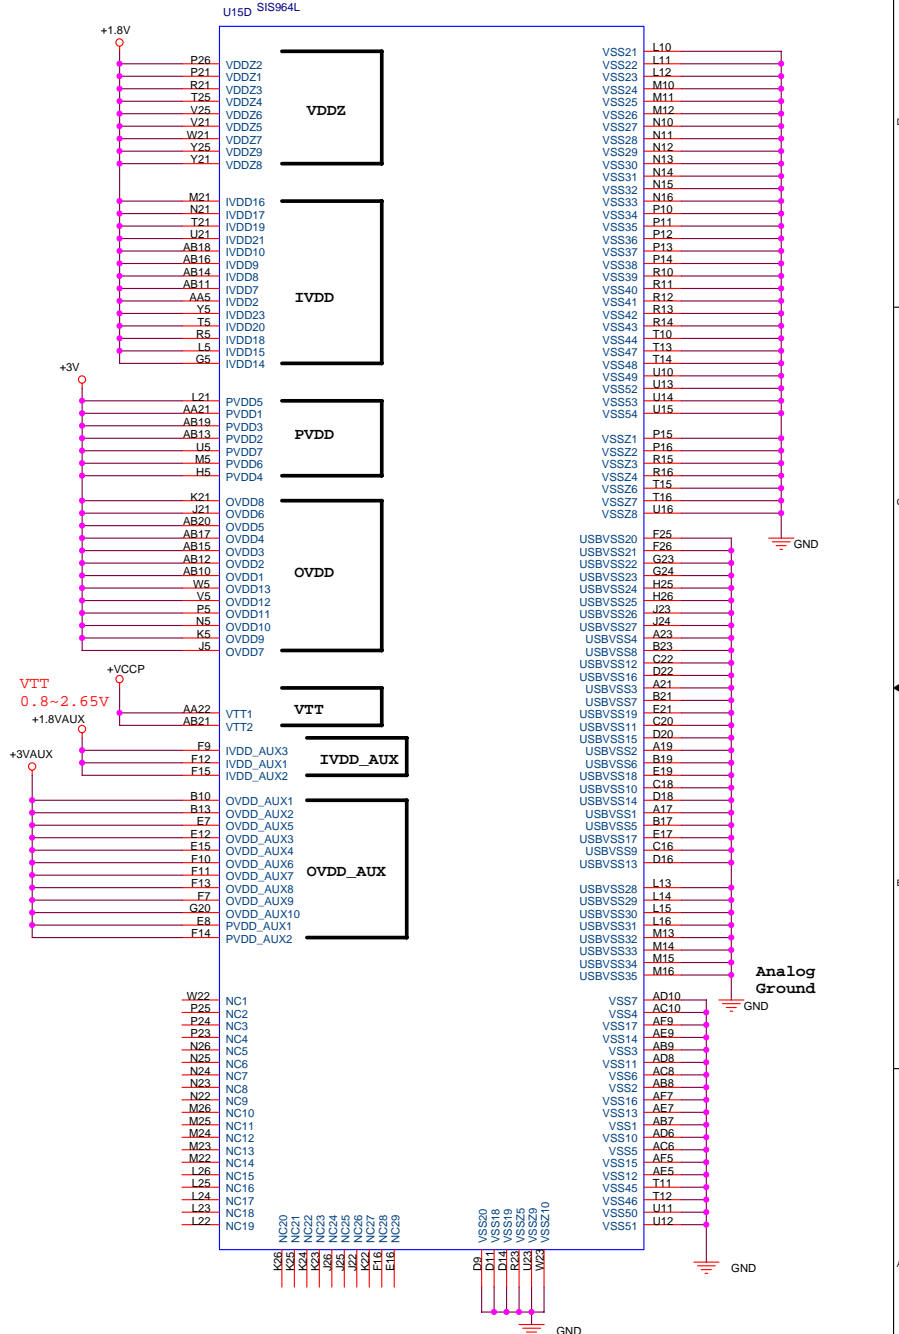 U15D SIS964L
+1.8V
P26 VDDZ2
P21 VDDZ1
R21 VDDZ3
T25 VDDZ4
V25 VDDZ6
V21 VDDZ5
W21 VDDZ7
Y25 VDDZ9
Y21 VDDZ8
VDDZ
M21 IVDD16
N21 IVDD17
T21 IVDD19
U21 IVDD21
AB18 IVDD10
AB16 IVDD9
AB14 IVDD8
AB11 IVDD7
AA5 IVDD2
Y5 IVDD23
T5 IVDD20
R5 IVDD18
L5 IVDD15
G5 IVDD14
IVDD
+3V
L21 PVDD5
AA21 PVDD1
AB19 PVDD3
AB13 PVDD2
U5 PVDD7
M5 PVDD6
H5 PVDD4
PVDD
K21 OVDD8
J21 OVDD6
AB20 OVDD5
AB17 OVDD4
AB15 OVDD3
AB12 OVDD2
AB10 OVDD1
W5 OVDD13
V5 OVDD12
P5 OVDD11
N5 OVDD10
K5 OVDD9
J5 OVDD7
OVDD
+VCCP
VTT
0.8~2.65V
AA22 VTT1
AB21 VTT2
VTT
+1.8VAUX
F9 IVDD_AUX3
F12 IVDD_AUX1
F15 IVDD_AUX2
IVDD_AUX
+3VAUX
B10 OVDD_AUX1
B13 OVDD_AUX2
E7 OVDD_AUX5
E12 OVDD_AUX3
E15 OVDD_AUX4
F10 OVDD_AUX6
F11 OVDD_AUX7
F13 OVDD_AUX8
F7 OVDD_AUX9
G20 OVDD_AUX10
E8 PVDD_AUX1
F14 PVDD_AUX2
OVDD_AUX
W22 NC1
P25 NC2
P24 NC3
P23 NC4
N26 NC5
N25 NC6
N24 NC7
N23 NC8
N22 NC9
M26 NC10
M25 NC11
M24 NC12
M23 NC13
M22 NC14
L26 NC15
L25 NC16
L24 NC17
L23 NC18
L22 NC19
NC20 K26
NC21 K25
NC22 K24
NC23 K23
NC24 J26
NC25 J25
NC26 J22
NC27 K22
NC28 F16
NC29 E16
VSS20 D9
VSS18 D11
VSS19 D14
VSSZ5 R23
VSSZ9 U23
VSSZ10 W23
GND
VSS21 L10
VSS22 L11
VSS23 L12
VSS24 M10
VSS25 M11
VSS26 M12
VSS27 N10
VSS28 N11
VSS29 N12
VSS30 N13
VSS31 N14
VSS32 N15
VSS33 N16
VSS34 P10
VSS35 P11
VSS36 P12
VSS37 P13
VSS38 P14
VSS39 R10
VSS40 R11
VSS41 R12
VSS42 R13
VSS43 R14
VSS44 T10
VSS47 T13
VSS48 T14
VSS49 U10
VSS52 U13
VSS53 U14
VSS54 U15
VSSZ1 P15
VSSZ2 P16
VSSZ3 R15
VSSZ4 R16
VSSZ6 T15
VSSZ7 T16
VSSZ8 U16
GND
USBVSS20 F25
USBVSS21 F26
USBVSS22 G23
USBVSS23 G24
USBVSS24 H25
USBVSS25 H26
USBVSS26 J23
USBVSS27 J24
USBVSS4 A23
USBVSS8 B23
USBVSS12 C22
USBVSS16 D22
USBVSS3 A21
USBVSS7 B21
USBVSS19 E21
USBVSS11 C20
USBVSS15 D20
USBVSS2 A19
USBVSS6 B19
USBVSS18 E19
USBVSS10 C18
USBVSS14 D18
USBVSS1 A17
USBVSS5 B17
USBVSS17 E17
USBVSS9 C16
USBVSS13 D16
USBVSS28 L13
USBVSS29 L14
USBVSS30 L15
USBVSS31 L16
USBVSS32 M13
USBVSS33 M14
USBVSS34 M15
USBVSS35 M16
Analog
Ground
GND
VSS7 AD10
VSS4 AC10
VSS17 AF9
VSS14 AE9
VSS3 AB9
VSS11 AD8
VSS6 AC8
VSS2 AB8
VSS16 AF7
VSS13 AE7
VSS1 AB7
VSS10 AD6
VSS5 AC6
VSS15 AF5
VSS12 AE5
VSS45 T11
VSS46 T12
VSS50 U11
VSS51 U12
GND